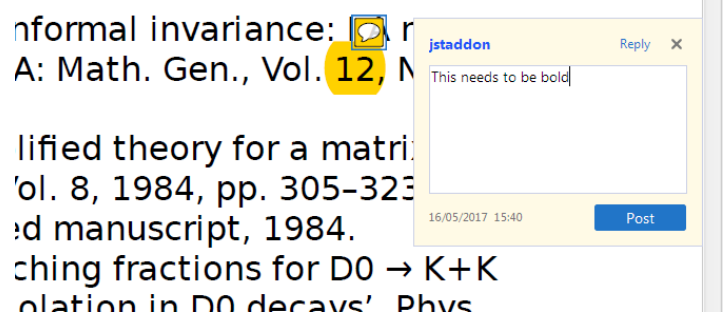 nformal invariance:
A: Math. Gen., Vol. 12, N
lified theory for a matri
ol. 8, 1984, pp. 305–323
ed manuscript, 1984.
ching fractions for D0 → K+K
olation in D0 decays’, Phys.
jstaddon
Reply ✕
This needs to be bold
16/05/2017 15:40
Post